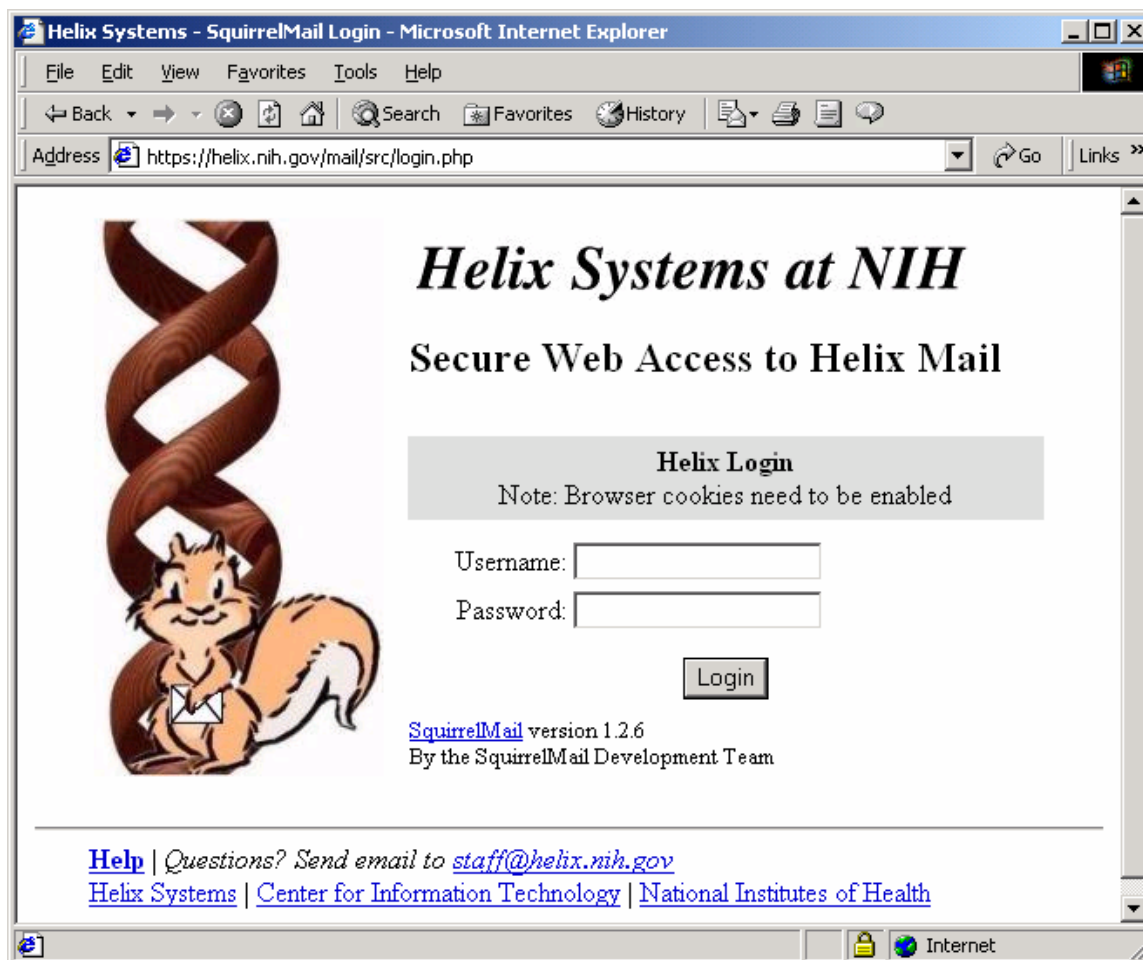 Helix Systems - SquirrelMail Login - Microsoft Internet Explorer
File Edit View Favorites Tools Help
Back Search Favorites History
Address https://helix.nih.gov/mail/src/login.php Go Links »
Helix Systems at NIH
Secure Web Access to Helix Mail
Helix Login
Note: Browser cookies need to be enabled
Username:
Password:
Login
SquirrelMail version 1.2.6
By the SquirrelMail Development Team
Help | Questions? Send email to staff@helix.nih.gov
Helix Systems | Center for Information Technology | National Institutes of Health
Internet